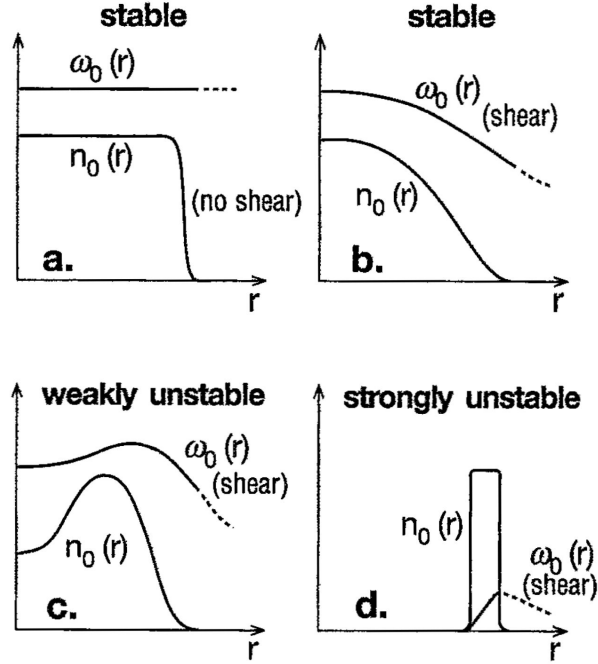 stable
ω₀ (r)
n₀ (r)
(no shear)
a.
r
stable
ω₀ (r)
(shear)
n₀ (r)
b.
r
weakly unstable
ω₀ (r)
(shear)
n₀ (r)
c.
r
strongly unstable
n₀ (r)
ω₀ (r)
(shear)
d.
r